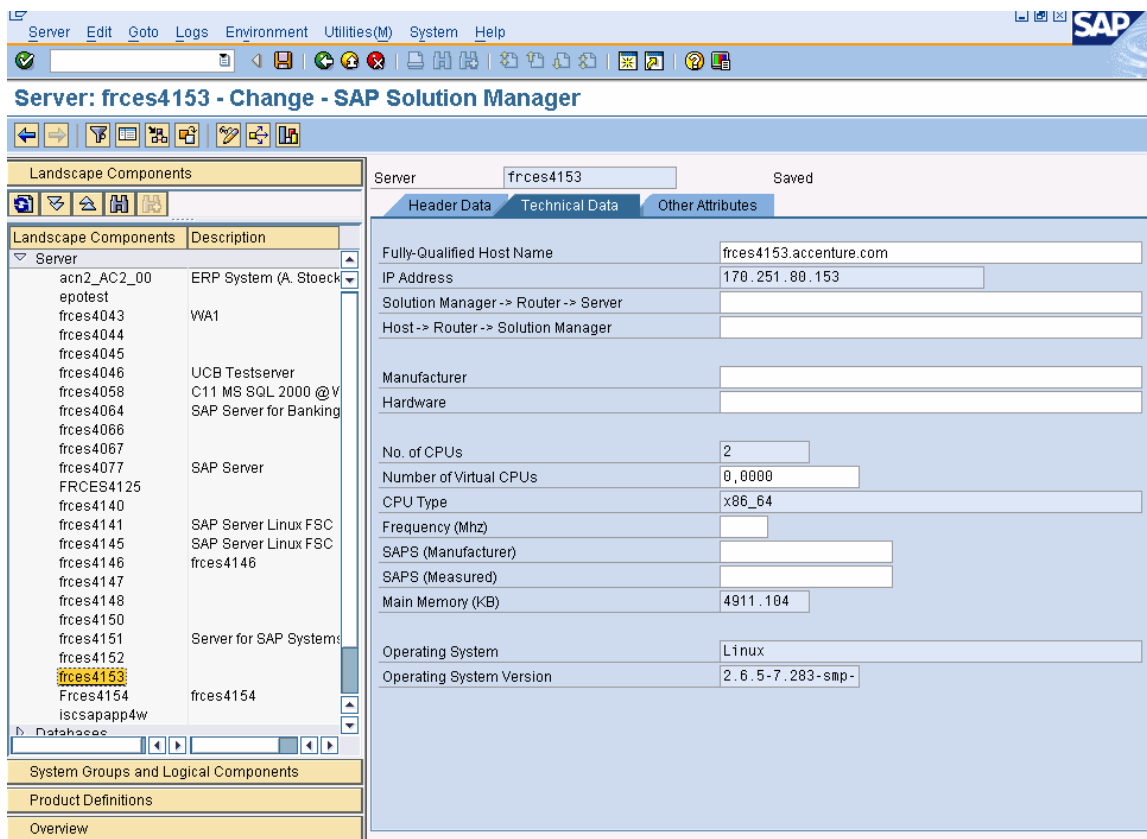 Server Edit Goto Logs Environment Utilities(M) System Help
SAP
Server: frces4153 - Change - SAP Solution Manager
Landscape Components
Landscape Components Description
Server
acn2_AC2_00 ERP System (A. Stoeck
epotest
frces4043 WA1
frces4044
frces4045
frces4046 UCB Testserver
frces4058 C11 MS SQL 2000 @V
frces4064 SAP Server for Banking
frces4066
frces4067
frces4077 SAP Server
FRCES4125
frces4140
frces4141 SAP Server Linux FSC
frces4145 SAP Server Linux FSC
frces4146 frces4146
frces4147
frces4148
frces4150
frces4151 Server for SAP Systems
frces4152
frces4153
Frces4154 frces4154
iscsapapp4w
Databases
System Groups and Logical Components
Product Definitions
Overview
Server frces4153 Saved
Header Data Technical Data Other Attributes
Fully-Qualified Host Name frces4153.accenture.com
IP Address 170.251.80.153
Solution Manager -> Router -> Server
Host -> Router -> Solution Manager
Manufacturer
Hardware
No. of CPUs 2
Number of Virtual CPUs 0,0000
CPU Type x86_64
Frequency (Mhz)
SAPS (Manufacturer)
SAPS (Measured)
Main Memory (KB) 4911.104
Operating System Linux
Operating System Version 2.6.5-7.283-smp-